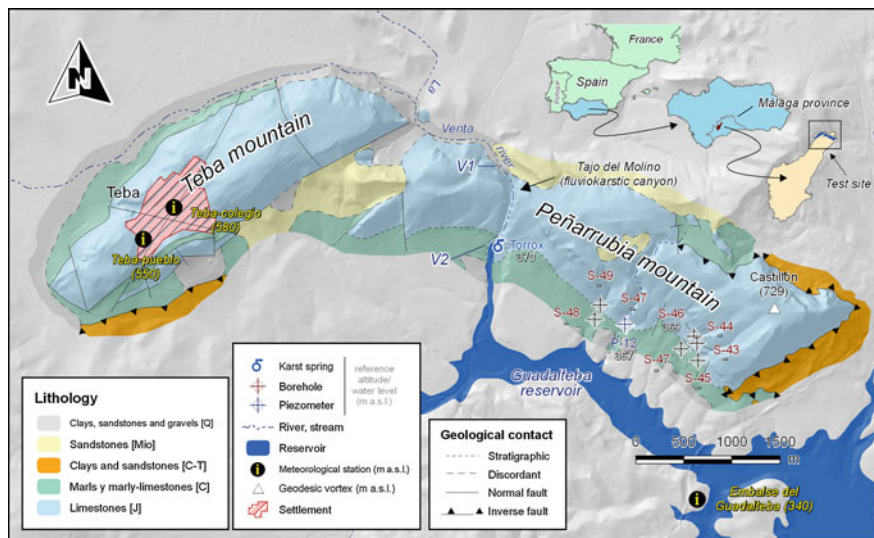 N
France
Spain
Portugal
Málaga province
Test site
La
Venta
river
V1
Tajo del Molino
(fluviokarstic canyon)
Teba mountain
Teba
Teba-colegio
(580)
Teba-pueblo
(559)
Peñarrubia mountain
V2
Torrox
370
Castillón
(729)
S-49
S-47
S-48
S-46
S-44
P-12
357
S-43
S-47
S-45
Guadalteba
reservoir
Embalse del
Guadalteba (340)
0 500 1000 1500
m
Lithology
Clays, sandstones and gravels [Q]
Sandstones [Mio]
Clays and sandstones [C-T]
Marls y marly-limestones [C]
Limestones [J]
Karst spring
Borehole
Piezometer
reference
altitude/
water level
(m a.s.l.)
River, stream
Reservoir
Meteorological station (m a.s.l.)
Geodesic vortex (m a.s.l.)
Settlement
Geological contact
Stratigraphic
Discordant
Normal fault
Inverse fault